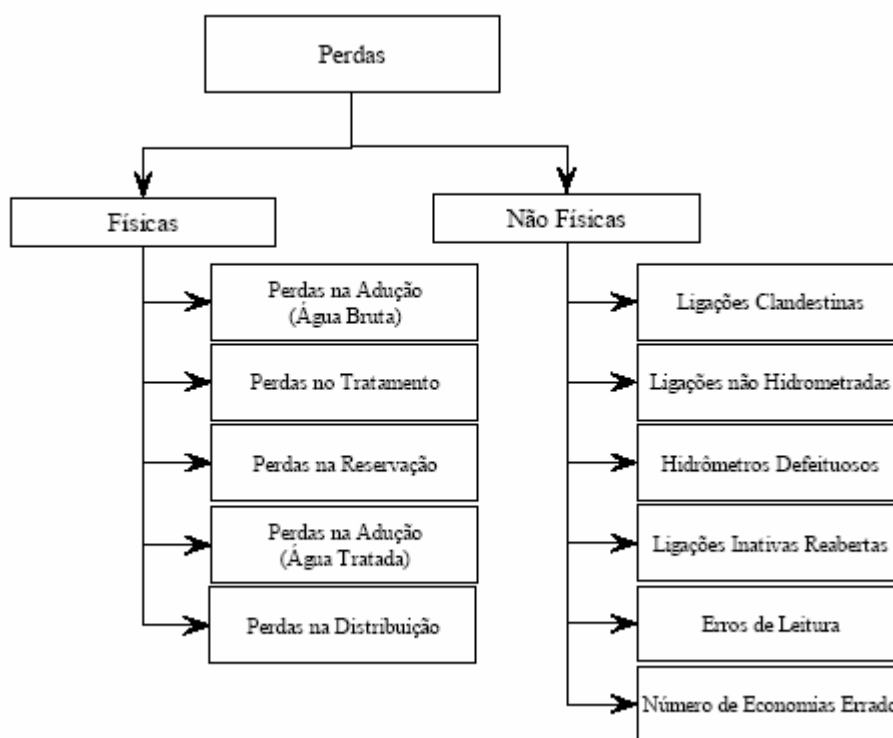 Perdas
Físicas
Não Físicas
Perdas na Adução
(Água Bruta)
Perdas no Tratamento
Perdas na Reservação
Perdas na Adução
(Água Tratada)
Perdas na Distribuição
Ligações Clandestinas
Ligações não Hidrometradas
Hidrômetros Defeituosos
Ligações Inativas Reabertas
Erros de Leitura
Número de Economias Errado